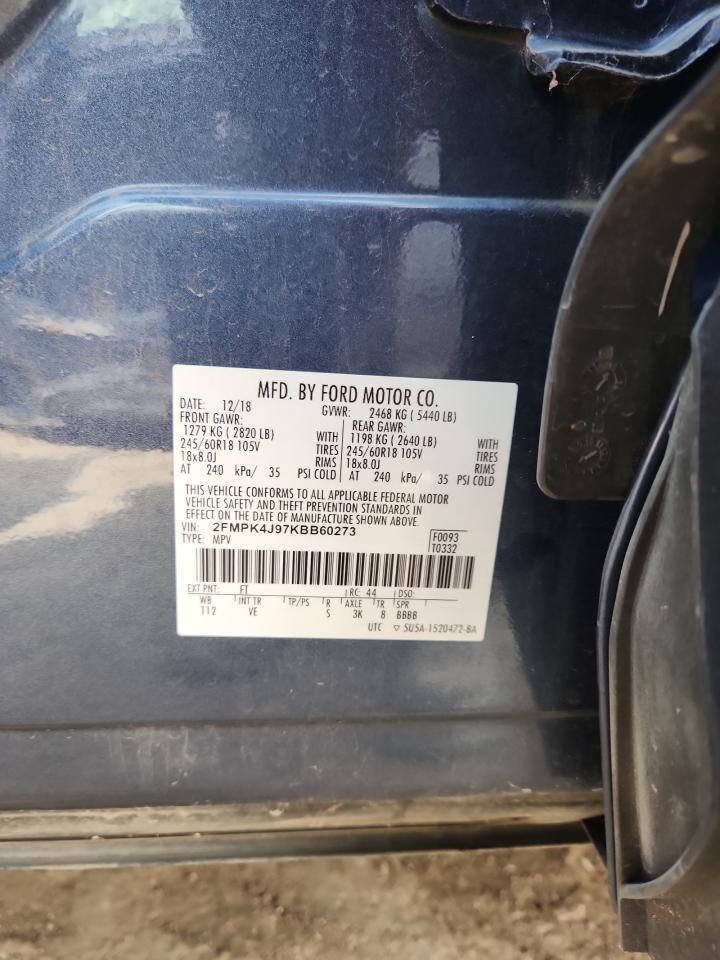 MFD. BY FORD MOTOR CO.
DATE: 12/18 GVWR: 2468 KG ( 5440 LB)
FRONT GAWR: REAR GAWR:
1279 KG ( 2820 LB) WITH 1198 KG ( 2640 LB) WITH
245/60R18 105V TIRES 245/60R18 105V TIRES
18x8.0J RIMS 18x8.0J RIMS
AT 240 kPa/ 35 PSI COLD AT 240 kPa/ 35 PSI COLD
THIS VEHICLE CONFORMS TO ALL APPLICABLE FEDERAL MOTOR
VEHICLE SAFETY AND THEFT PREVENTION STANDARDS IN
EFFECT ON THE DATE OF MANUFACTURE SHOWN ABOVE.
VIN: 2FMPK4J97KBB60273 F0093
TYPE: MPV T0332
EXT PNT: FT RC: 44 DSO:
WB INT TR TP/PS R AXLE TR SPR
112 VE S 3K 8 BBBB
UTC ▽ 5U5A-1520472-BA